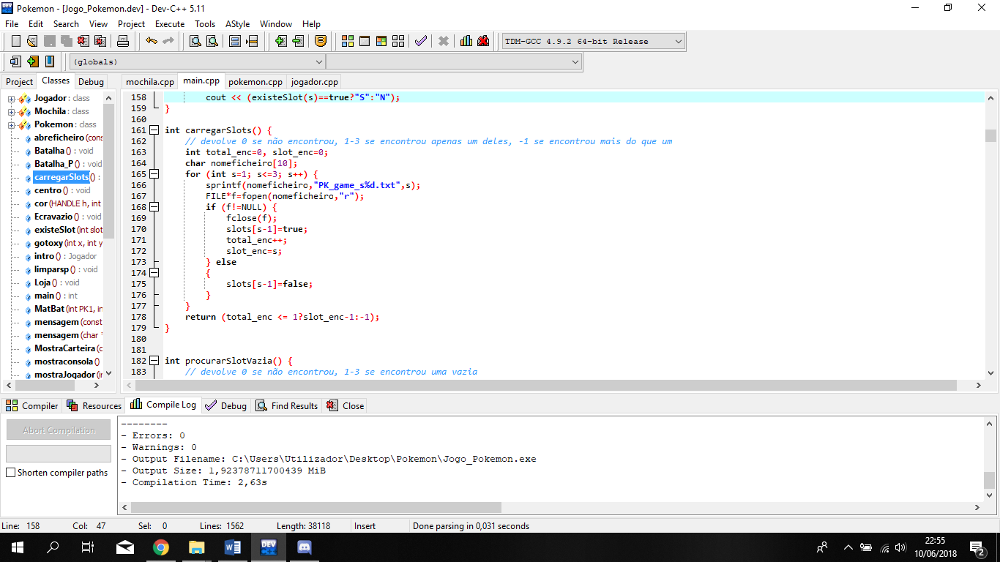 Pokemon - [Jogo_Pokemon.dev] - Dev-C++ 5.11
File Edit Search View Project Execute Tools AStyle Window Help
TDM-GCC 4.9.2 64-bit Release
(globals)
Project Classes Debug
mochila.cpp main.cpp pokemon.cpp jogador.cpp
Jogador : class
Mochila : class
Pokemon : class
abreficheiro (cons
Batalha () : void
Batalha_P () : void
carregarSlots () :
centro () : void
cor (HANDLE h, int
Ecravazio () : void
existeSlot (int slot
gotoxy (int x, int y
intro () : Jogador
limparsp () : void
Loja () : void
main () : int
MatBat (int PK1, in
mensagem (const
mensagem (char *
MostraCarteira (c
mostraconsola ()
mostraJogador (in
158 cout << (existeSlot(s)==true?"S":"N");
159 }
160
161 int carregarSlots() {
162 // devolve 0 se não encontrou, 1-3 se encontrou apenas um deles, -1 se encontrou mais do que um
163 int total_enc=0, slot_enc=0;
164 char nomeficheiro[10];
165 for (int s=1; s<=3; s++) {
166 sprintf(nomeficheiro,"PK_game_s%d.txt",s);
167 FILE*f=fopen(nomeficheiro,"r");
168 if (f!=NULL) {
169 fclose(f);
170 slots[s-1]=true;
171 total_enc++;
172 slot_enc=s;
173 } else
174 {
175 slots[s-1]=false;
176 }
177 }
178 return (total_enc <= 1?slot_enc-1:-1);
179 }
180
181
182 int procurarSlotVazia() {
183 // devolve 0 se não encontrou, 1-3 se encontrou uma vazia
Compiler Resources Compile Log Debug Find Results Close
Abort Compilation
Shorten compiler paths
--------
- Errors: 0
- Warnings: 0
- Output Filename: C:\Users\Utilizador\Desktop\Pokemon\Jogo_Pokemon.exe
- Output Size: 1,92378711700439 MiB
- Compilation Time: 2,63s
Line: 158 Col: 47 Sel: 0 Lines: 1562 Length: 38118 Insert Done parsing in 0,031 seconds
22:55
10/06/2018
2